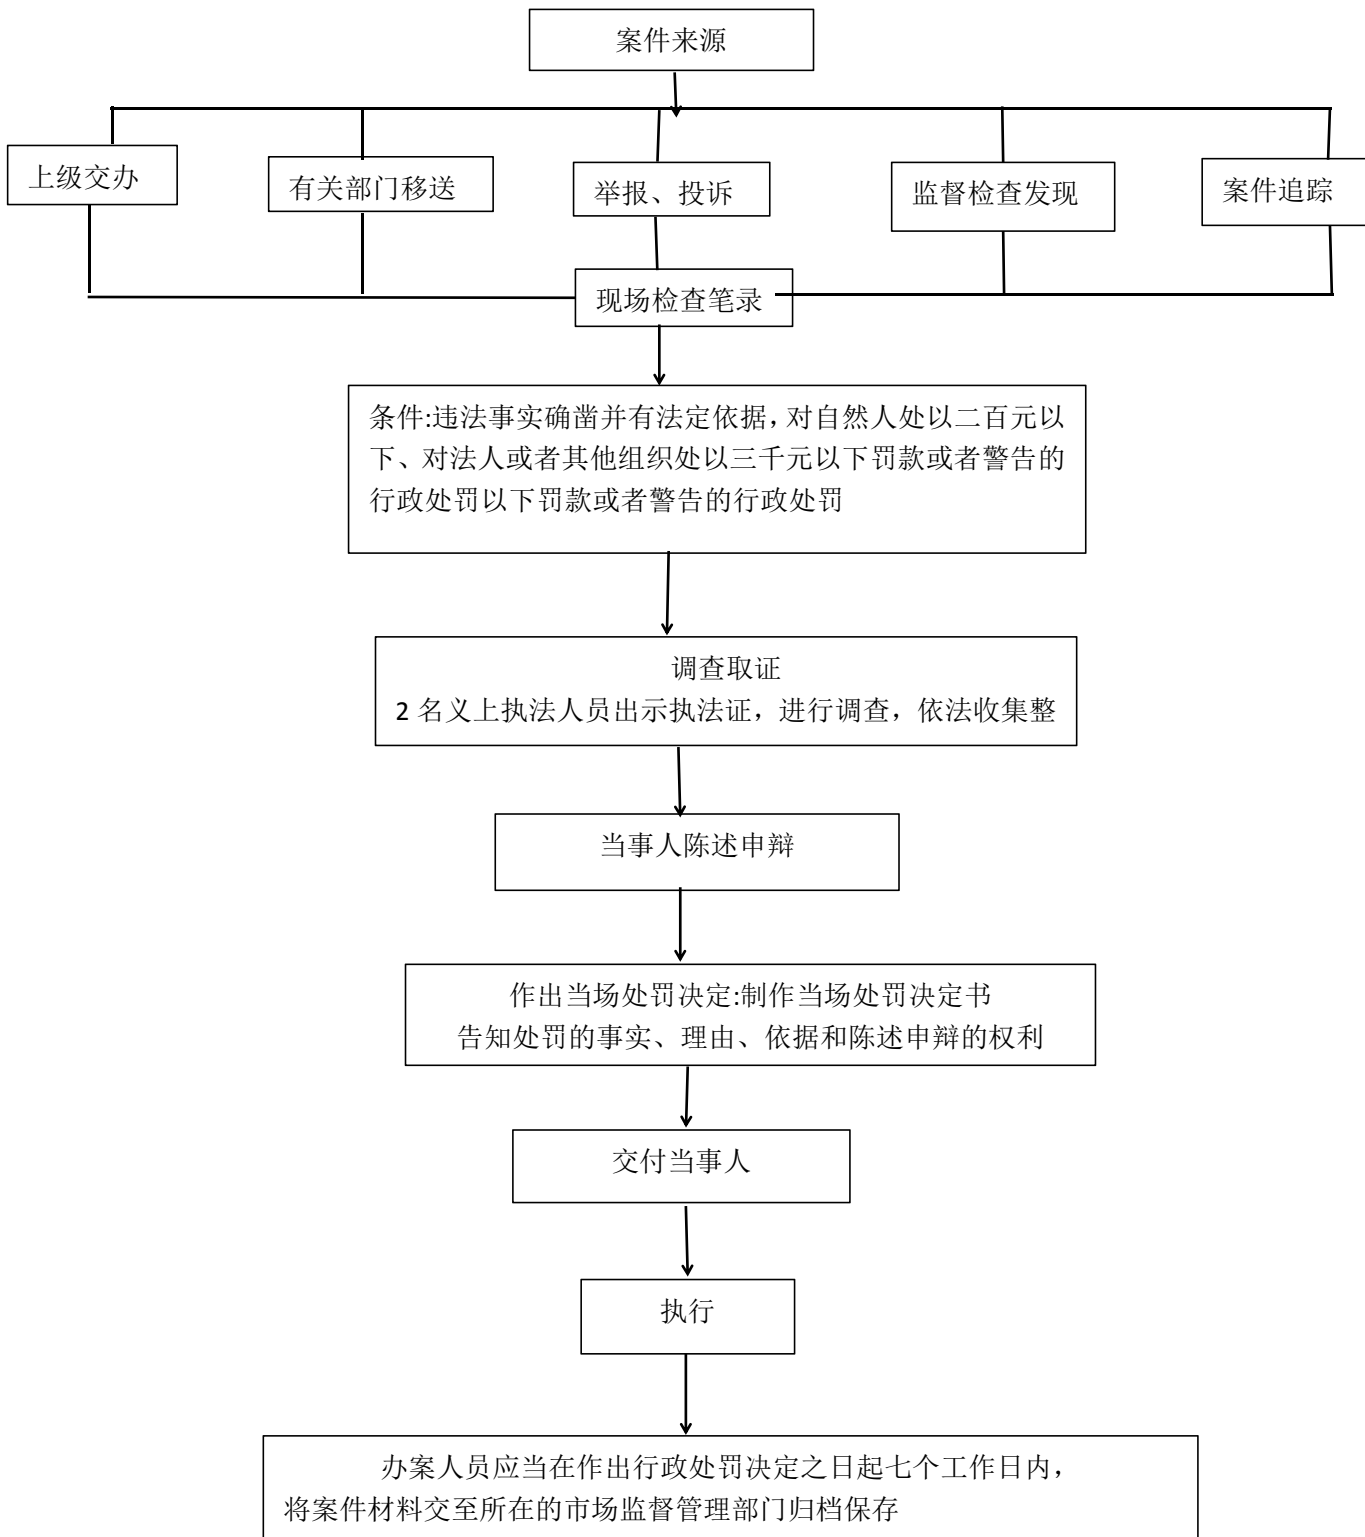 案件来源
上级交办
有关部门移送
举报、投诉
监督检查发现
案件追踪
现场检查笔录
条件:违法事实确凿并有法定依据,对自然人处以二百元以
下、对法人或者其他组织处以三千元以下罚款或者警告的
行政处罚以下罚款或者警告的行政处罚
调查取证
2 名义上执法人员出示执法证，进行调查，依法收集整
当事人陈述申辩
作出当场处罚决定:制作当场处罚决定书
告知处罚的事实、理由、依据和陈述申辩的权利
交付当事人
执行
办案人员应当在作出行政处罚决定之日起七个工作日内，
将案件材料交至所在的市场监督管理部门归档保存